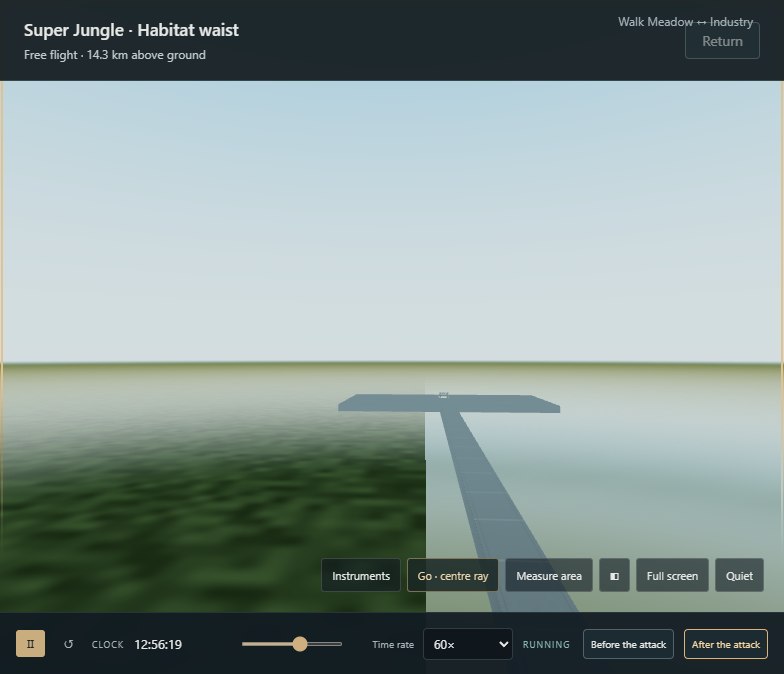 Super Jungle · Habitat waist
Free flight · 14.3 km above ground
Walk Meadow ↔ Industry
Return
Instruments
Go · centre ray
Measure area
Full screen
Quiet
CLOCK 12:56:19
Time rate
60×
RUNNING
Before the attack
After the attack